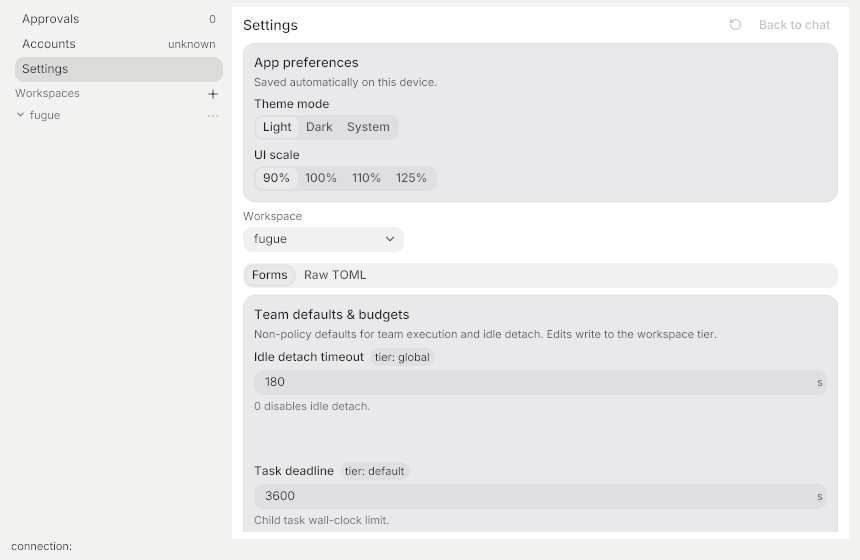 Approvals 0
Accounts unknown
Settings
Workspaces +
fugue ...
connection:
Settings
Back to chat
App preferences
Saved automatically on this device.
Theme mode
Light Dark System
UI scale
90% 100% 110% 125%
Workspace
fugue
Forms Raw TOML
Team defaults & budgets
Non-policy defaults for team execution and idle detach. Edits write to the workspace tier.
Idle detach timeout tier: global
180 s
0 disables idle detach.
Task deadline tier: default
3600 s
Child task wall-clock limit.